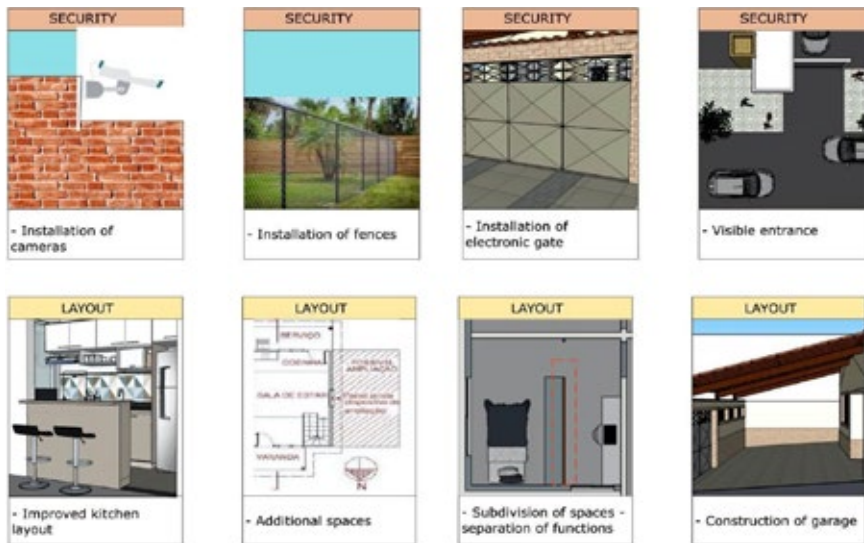 SECURITY
SECURITY
SECURITY
SECURITY
- Installation of
cameras
- Installation of fences
- Installation of
electronic gate
- Visible entrance
LAYOUT
LAYOUT
LAYOUT
LAYOUT
SERVIÇO
COZINHA
SALA DE ESTAR
AMPLIAÇÃO
VARANDA
N
- Improved kitchen
layout
- Additional spaces
- Subdivision of spaces -
separation of functions
- Construction of garage